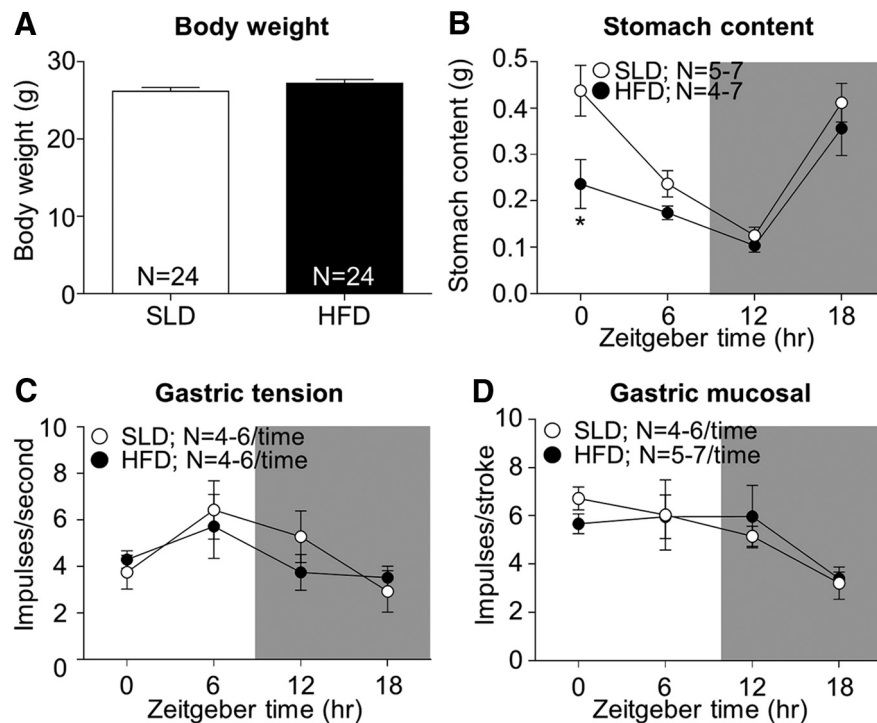 A Body weight
Body weight (g)
30
20
10
0
N=24
N=24
SLD
HFD
B Stomach content
Stomach content (g)
0.5
0.4
0.3
0.2
0.1
0.0
SLD; N=5-7
HFD; N=4-7
*
0 6 12 18
Zeitgeber time (hr)
C Gastric tension
Impulses/second
10
8
6
4
2
0
SLD; N=4-6/time
HFD; N=4-6/time
0 6 12 18
Zeitgeber time (hr)
D Gastric mucosal
Impulses/stroke
10
8
6
4
2
0
SLD; N=4-6/time
HFD; N=5-7/time
0 6 12 18
Zeitgeber time (hr)